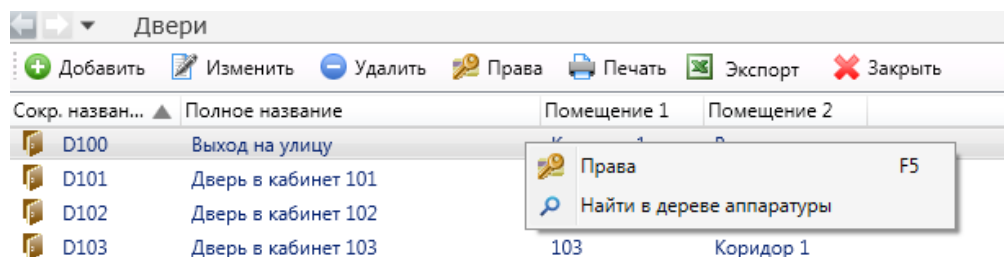 Двери
Добавить Изменить Удалить Права Печать Экспорт Закрыть
Сокр. назван... Полное название Помещение 1 Помещение 2
D100 Выход на улицу
Права F5
D101 Дверь в кабинет 101
Найти в дереве аппаратуры
D102 Дверь в кабинет 102
D103 Дверь в кабинет 103 103 Коридор 1